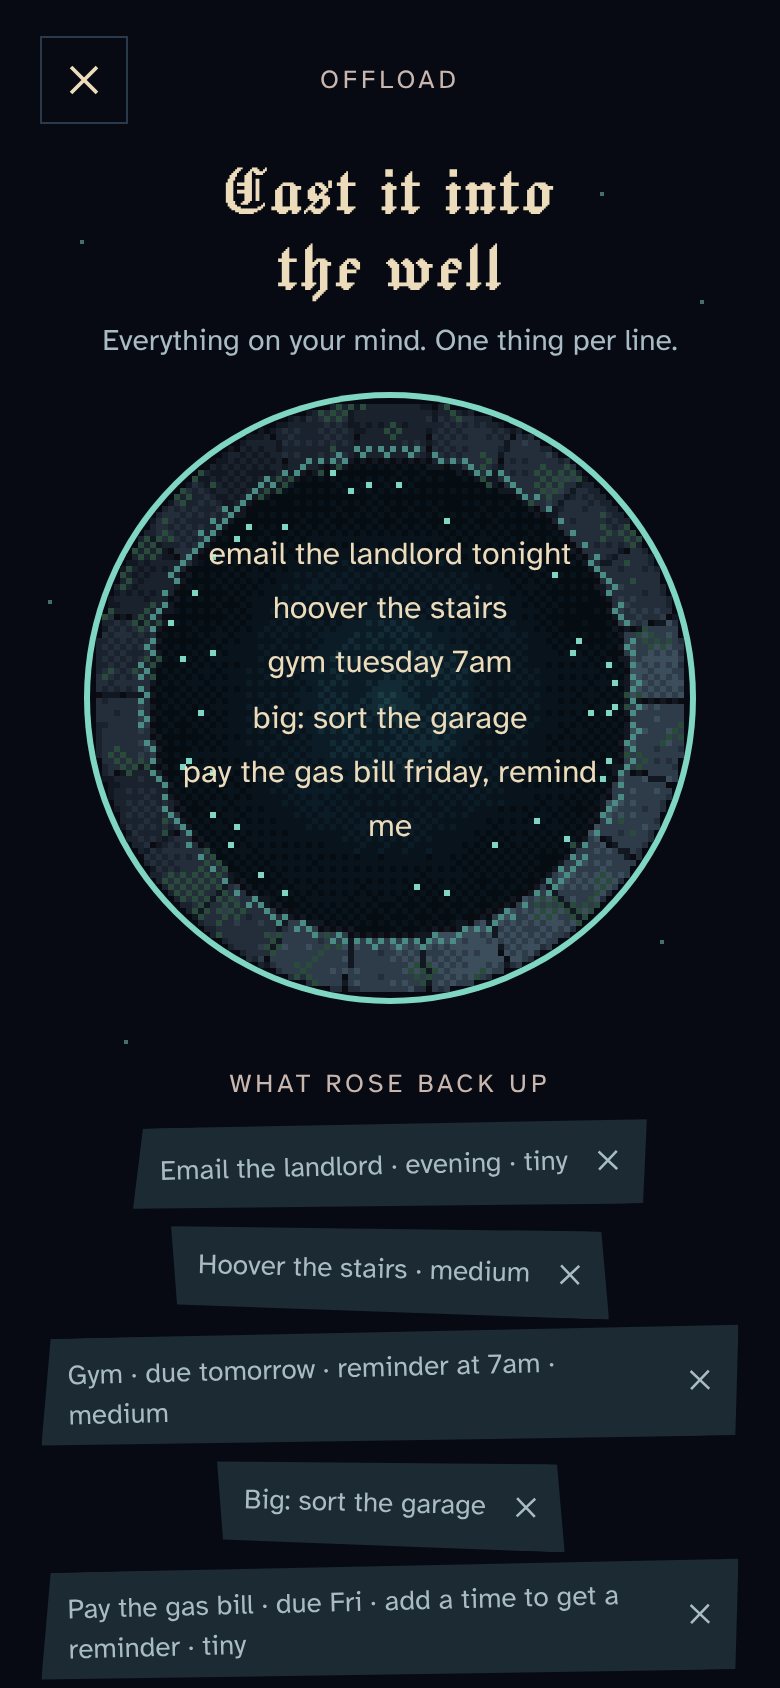 OFFLOAD
Cast it into
the well
Everything on your mind. One thing per line.
email the landlord tonight
hoover the stairs
gym tuesday 7am
big: sort the garage
pay the gas bill friday, remind
me
WHAT ROSE BACK UP
Email the landlord · evening · tiny
Hoover the stairs · medium
Gym · due tomorrow · reminder at 7am ·
medium
Big: sort the garage
Pay the gas bill · due Fri · add a time to get a
reminder · tiny